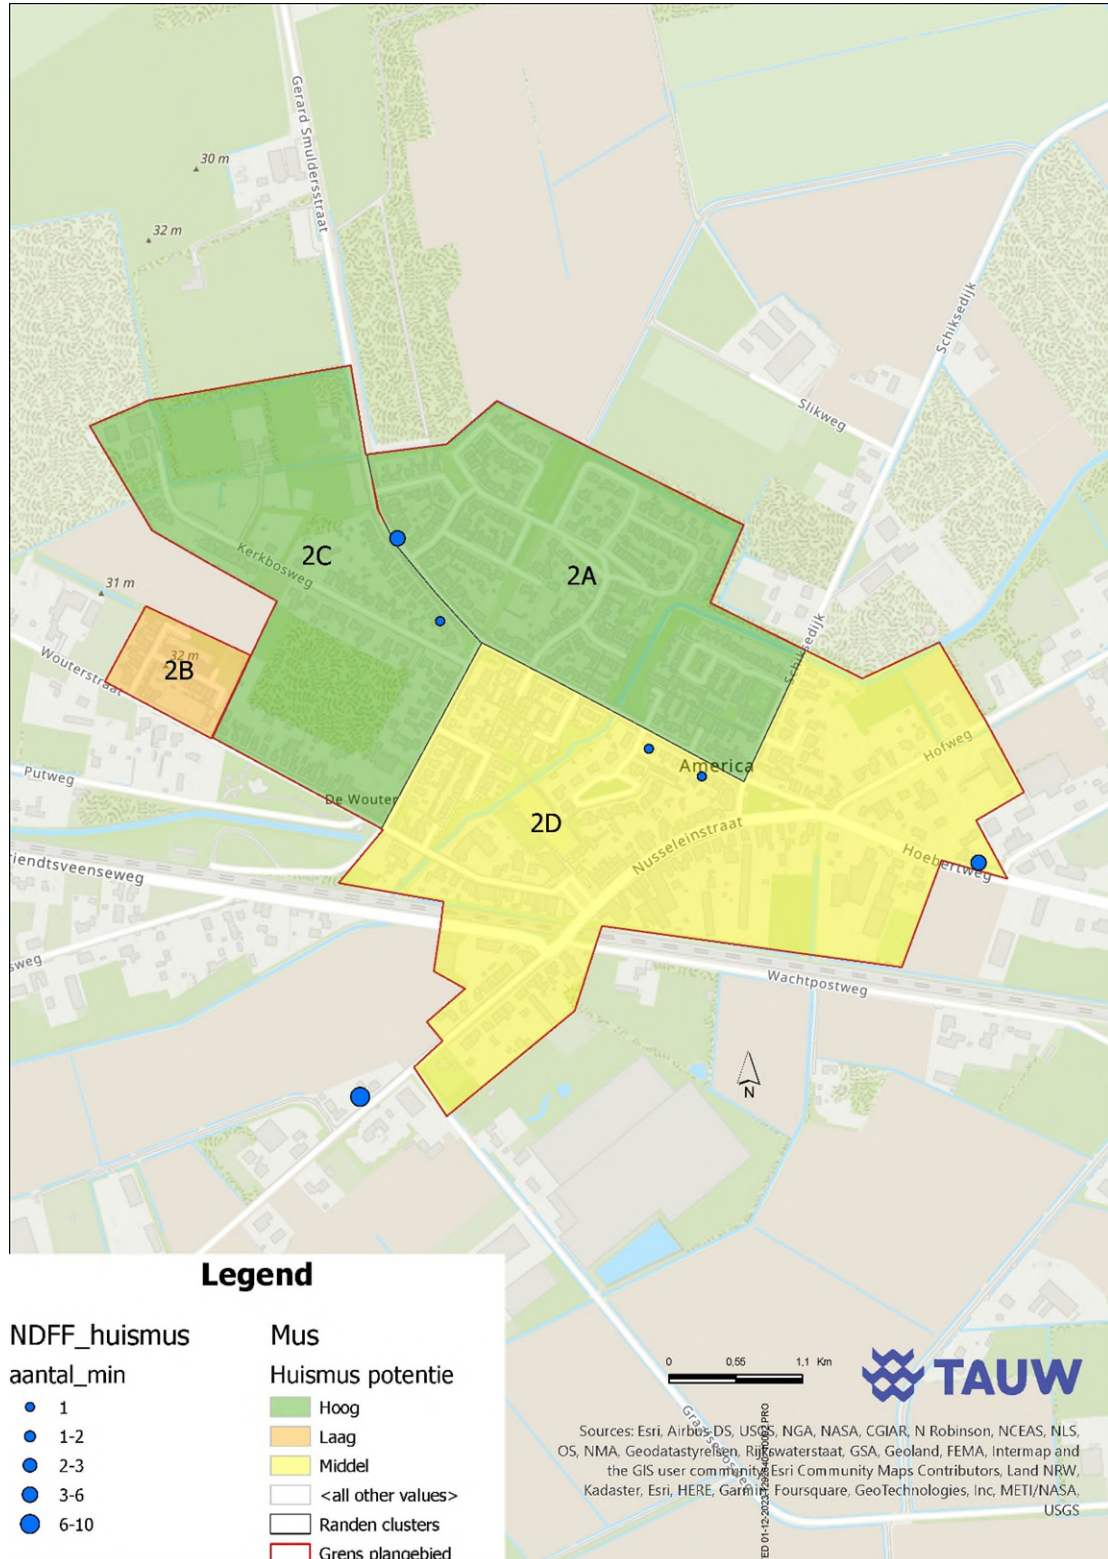 Gerard Smuldersstraat
30 m
32 m
Schiksedijk
Slikweg
2C
2A
Kerkbosweg
31 m
32 m
2B
Wouterstraat
Schiksedijk
Hofweg
America
Putweg
De Wouter
2D
Nusseleinstraat
Hoebertweg
riendtsveenseweg
sweg
Wachtpostweg
N
Legend
NDFF_huismus
aantal_min
1
1-2
2-3
3-6
6-10
Mus
Huismus potentie
Hoog
Laag
Middel
<all other values>
Randen clusters
Grens plangebied
0 0,55 1,1 Km
TAUW
Sources: Esri, Airbus DS, USGS, NGA, NASA, CGIAR, N Robinson, NCEAS, NLS,
OS, NMA, Geodatastyrelsen, Rijkswaterstaat, GSA, Geoland, FEMA, Intermap and
the GIS user community, Esri Community Maps Contributors, Land NRW,
Kadaster, Esri, HERE, Garmin, Foursquare, GeoTechnologies, Inc, METI/NASA,
USGS